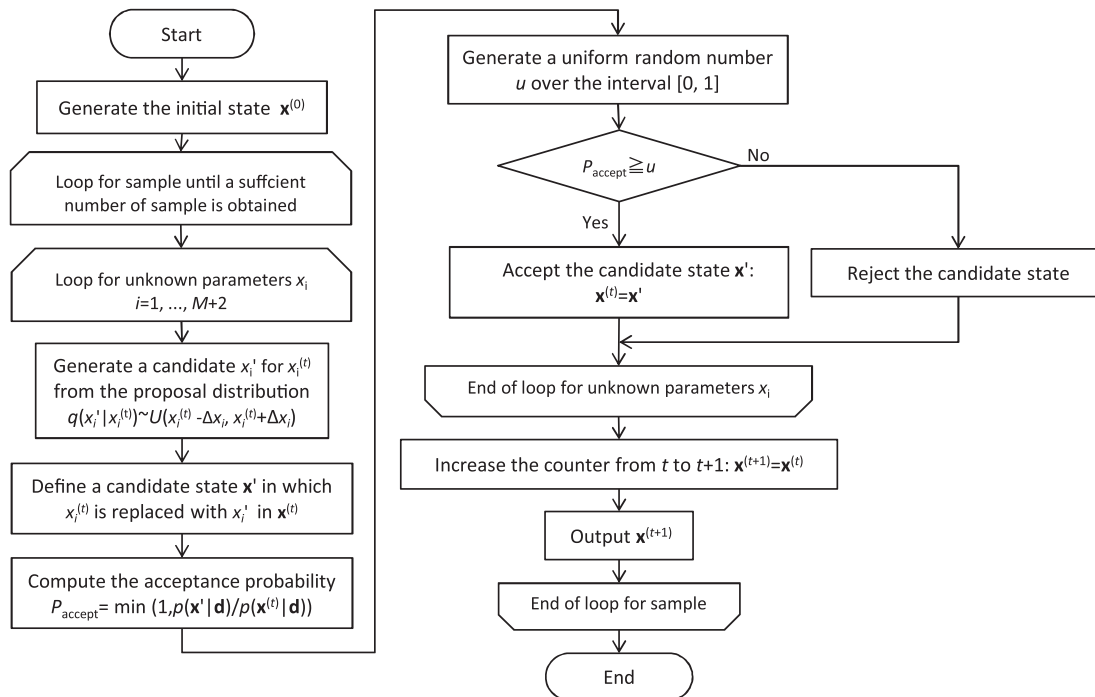 Start
Generate the initial state x⁽⁰⁾
Loop for sample until a suffcient
number of sample is obtained
Loop for unknown parameters xᵢ
i=1, ..., M+2
Generate a candidate xᵢ' for xᵢ⁽ᵗ⁾
from the proposal distribution
q(xᵢ'|xᵢ⁽ᵗ⁾)~U(xᵢ⁽ᵗ⁾ -Δxᵢ, xᵢ⁽ᵗ⁾+Δxᵢ)
Define a candidate state x' in which
xᵢ⁽ᵗ⁾ is replaced with xᵢ' in x⁽ᵗ⁾
Compute the acceptance probability
P_accept= min (1,p(x'|d)/p(x⁽ᵗ⁾|d))
Generate a uniform random number
u over the interval [0, 1]
P_accept≧u
No
Yes
Accept the candidate state x':
x⁽ᵗ⁾=x'
Reject the candidate state
End of loop for unknown parameters xᵢ
Increase the counter from t to t+1: x⁽ᵗ⁺¹⁾=x⁽ᵗ⁾
Output x⁽ᵗ⁺¹⁾
End of loop for sample
End